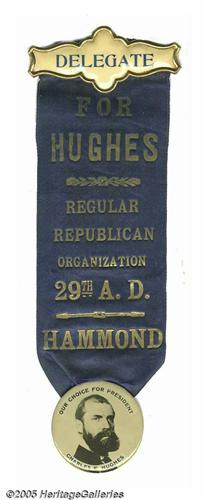 DELEGATE
FOR
HUGHES
REGULAR
REPUBLICAN
ORGANIZATION
29TH A. D.
HAMMOND
OUR CHOICE FOR PRESIDENT
CHARLES E. HUGHES
©2005 HeritageGalleries